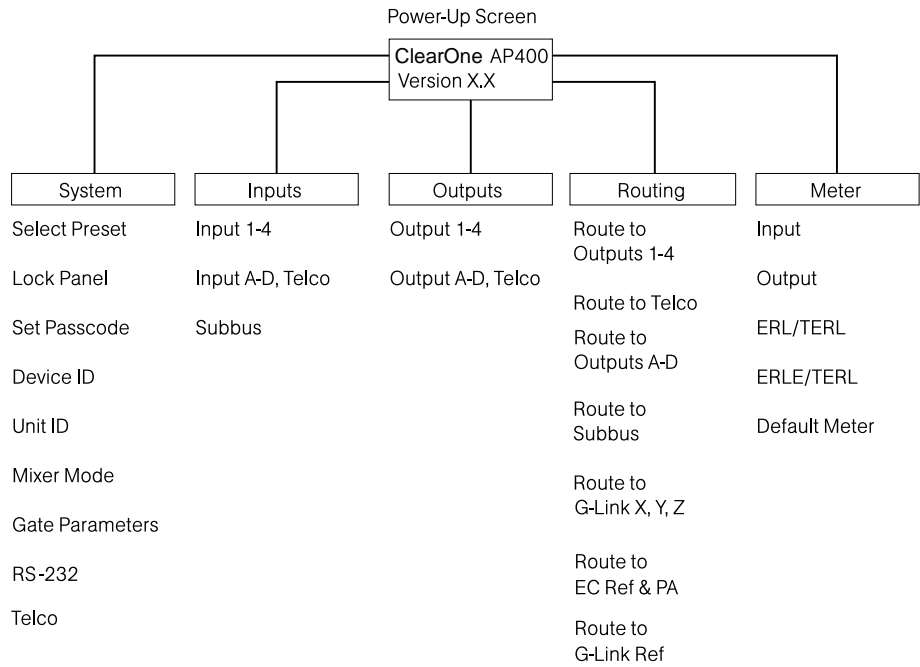 Power-Up Screen
ClearOne AP400
Version X.X
System
Select Preset
Lock Panel
Set Passcode
Device ID
Unit ID
Mixer Mode
Gate Parameters
RS-232
Telco
Inputs
Input 1-4
Input A-D, Telco
Subbus
Outputs
Output 1-4
Output A-D, Telco
Routing
Route to
Outputs 1-4
Route to Telco
Route to
Outputs A-D
Route to
Subbus
Route to
G-Link X, Y, Z
Route to
EC Ref & PA
Route to
G-Link Ref
Meter
Input
Output
ERL/TERL
ERLE/TERL
Default Meter